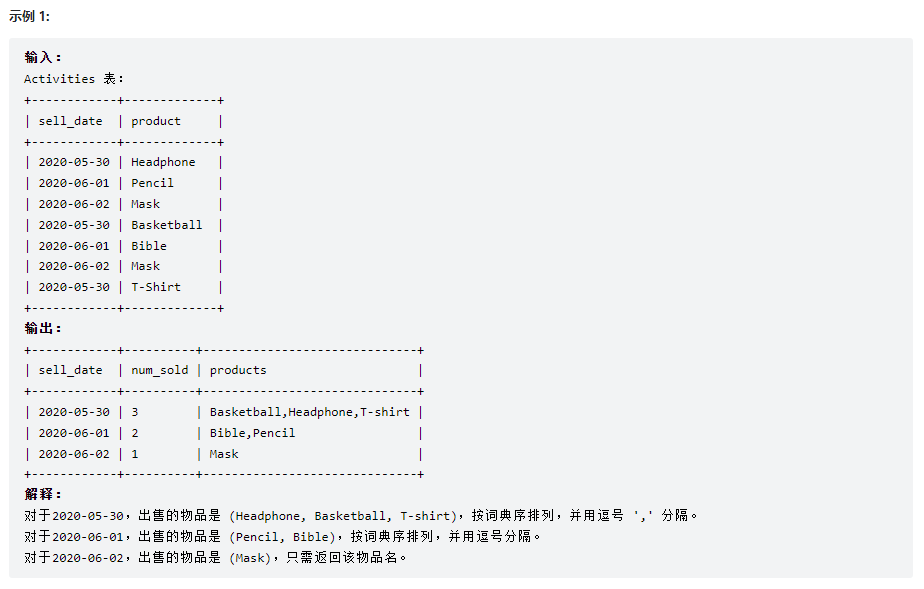 示例 1:
输入：
Activities 表：
+------------+-------------+
| sell_date  | product     |
+------------+-------------+
| 2020-05-30 | Headphone   |
| 2020-06-01 | Pencil      |
| 2020-06-02 | Mask        |
| 2020-05-30 | Basketball  |
| 2020-06-01 | Bible       |
| 2020-06-02 | Mask        |
| 2020-05-30 | T-Shirt     |
+------------+-------------+
输出：
+------------+----------+------------------------------+
| sell_date  | num_sold | products                     |
+------------+----------+------------------------------+
| 2020-05-30 | 3        | Basketball,Headphone,T-shirt |
| 2020-06-01 | 2        | Bible,Pencil                 |
| 2020-06-02 | 1        | Mask                         |
+------------+----------+------------------------------+
解释：
对于2020-05-30，出售的物品是 (Headphone, Basketball, T-shirt)，按词典序排列，并用逗号 ',' 分隔。
对于2020-06-01，出售的物品是 (Pencil, Bible)，按词典序排列，并用逗号分隔。
对于2020-06-02，出售的物品是 (Mask)，只需返回该物品名。